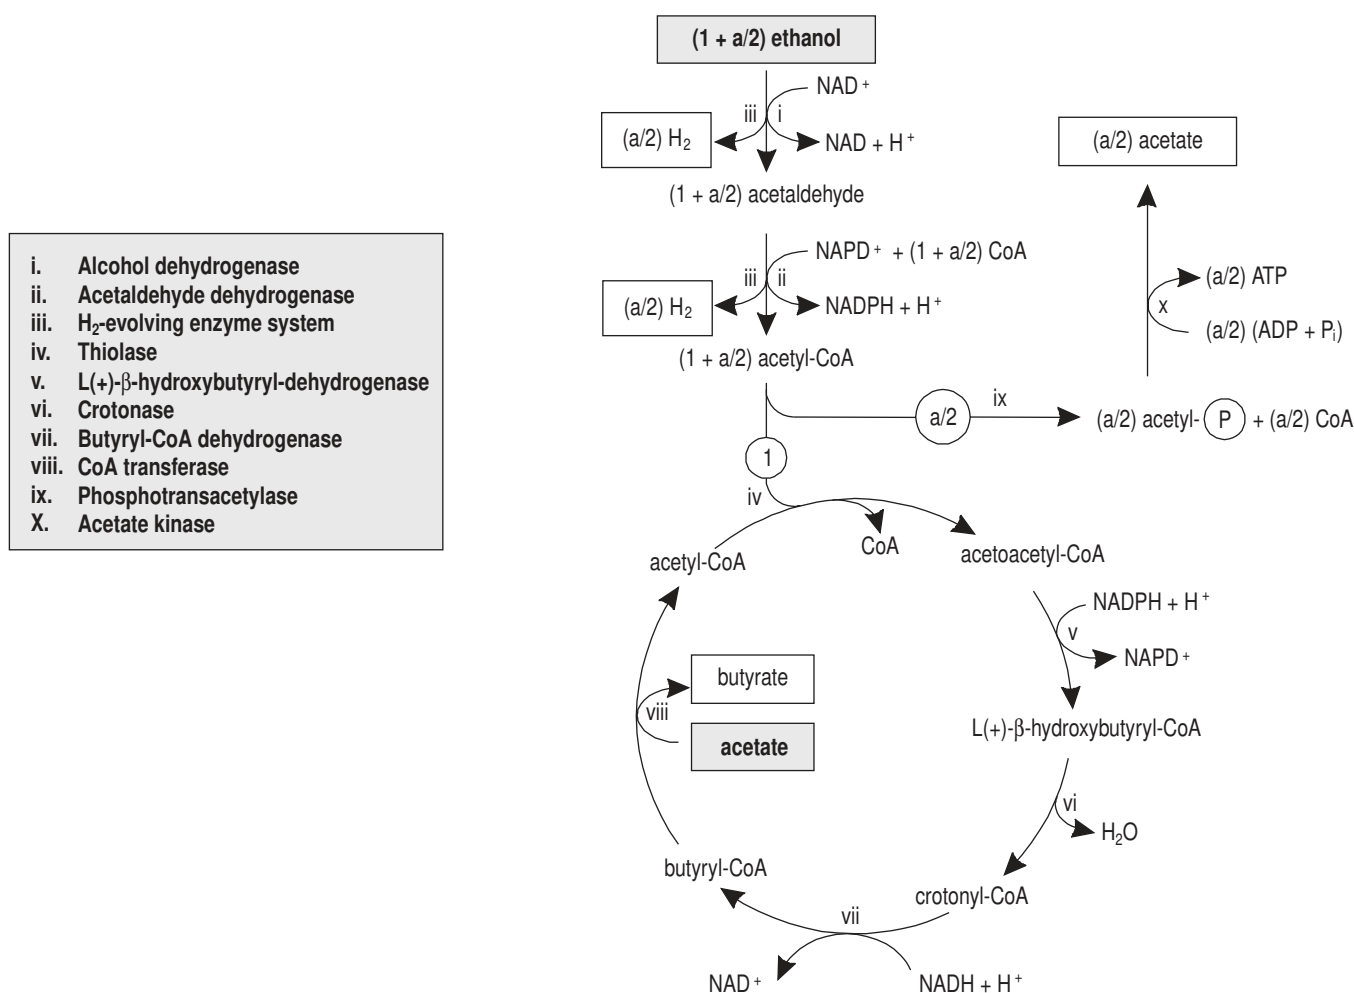 (1 + a/2) ethanol
NAD+
iii i
(a/2) H2
NAD + H+
(1 + a/2) acetaldehyde
NAPD+ + (1 + a/2) CoA
iii ii
(a/2) H2
NADPH + H+
(1 + a/2) acetyl-CoA
(a/2) acetate
(a/2) ATP
x
(a/2) (ADP + Pi)
a/2
ix
(a/2) acetyl- P + (a/2) CoA
1
iv
CoA
acetyl-CoA
acetoacetyl-CoA
NADPH + H+
v
NAPD+
L(+)-β-hydroxybutyryl-CoA
vi
H2O
crotonyl-CoA
vii
NADH + H+
NAD+
butyryl-CoA
viii
butyrate
acetate
i. Alcohol dehydrogenase
ii. Acetaldehyde dehydrogenase
iii. H2-evolving enzyme system
iv. Thiolase
v. L(+)-β-hydroxybutyryl-dehydrogenase
vi. Crotonase
vii. Butyryl-CoA dehydrogenase
viii. CoA transferase
ix. Phosphotransacetylase
X. Acetate kinase